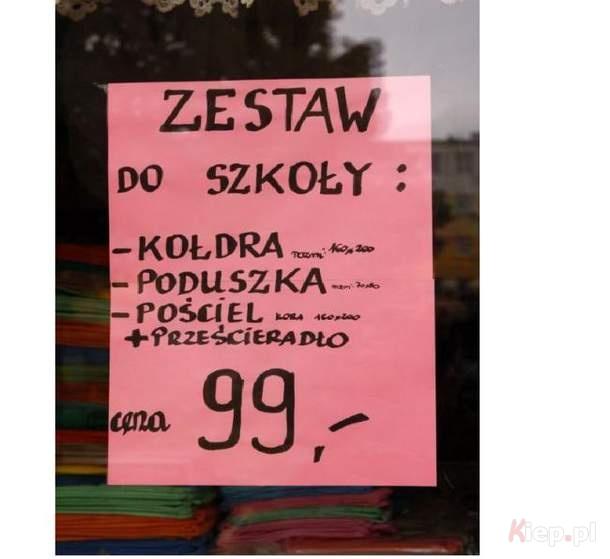 ZESTAW
DO SZKOŁY :
- KOŁDRA 160x200
- PODUSZKA
- POŚCIEL KORA 160x200
+ PRZEŚCIERADŁO
cena 99,-
Kiep.pl